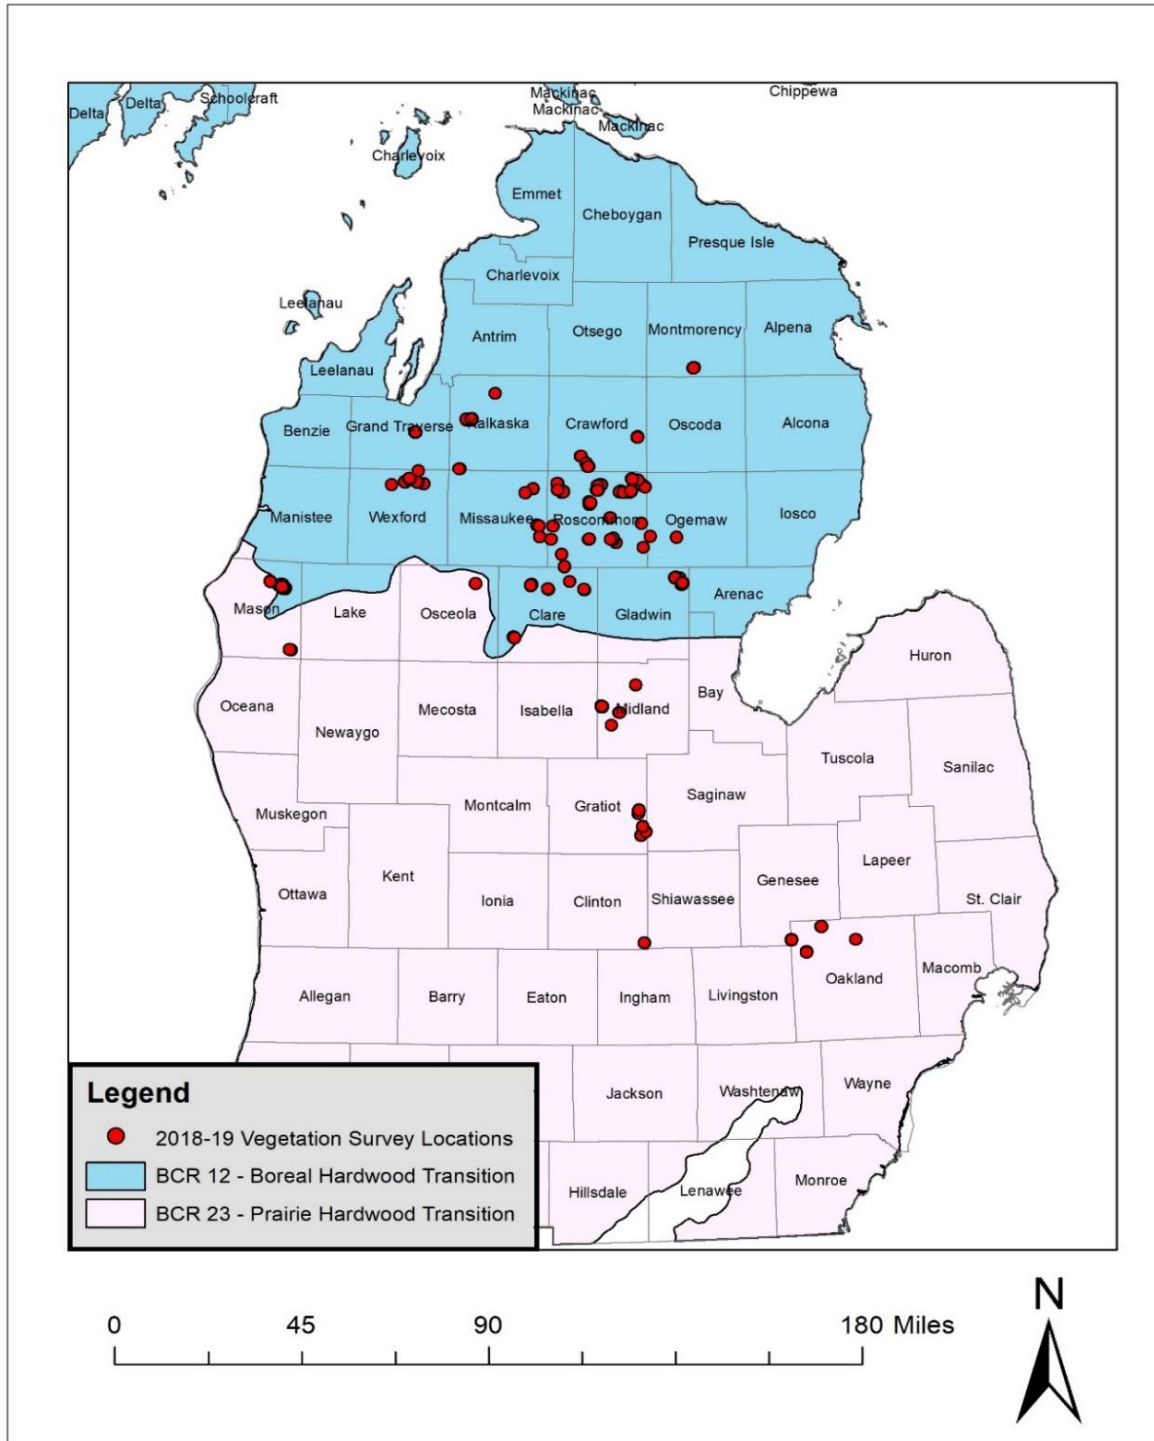 Delta
Delta
Schoolcraft
Mackinac
Mackinac
Mackinac
Chippewa
Charlevoix
Emmet
Cheboygan
Presque Isle
Charlevoix
Leelanau
Antrim
Otsego
Montmorency
Alpena
Leelanau
Benzie
Grand Traverse
Kalkaska
Crawford
Oscoda
Alcona
Manistee
Wexford
Missaukee
Roscommon
Ogemaw
Iosco
Mason
Lake
Osceola
Clare
Gladwin
Arenac
Huron
Oceana
Newaygo
Mecosta
Isabella
Midland
Bay
Tuscola
Sanilac
Muskegon
Montcalm
Gratiot
Saginaw
Ottawa
Kent
Ionia
Clinton
Shiawassee
Genesee
Lapeer
St. Clair
Allegan
Barry
Eaton
Ingham
Livingston
Oakland
Macomb
Jackson
Washtenaw
Wayne
Hillsdale
Lenawee
Monroe
Legend
2018-19 Vegetation Survey Locations
BCR 12 - Boreal Hardwood Transition
BCR 23 - Prairie Hardwood Transition
0 45 90 180 Miles
N